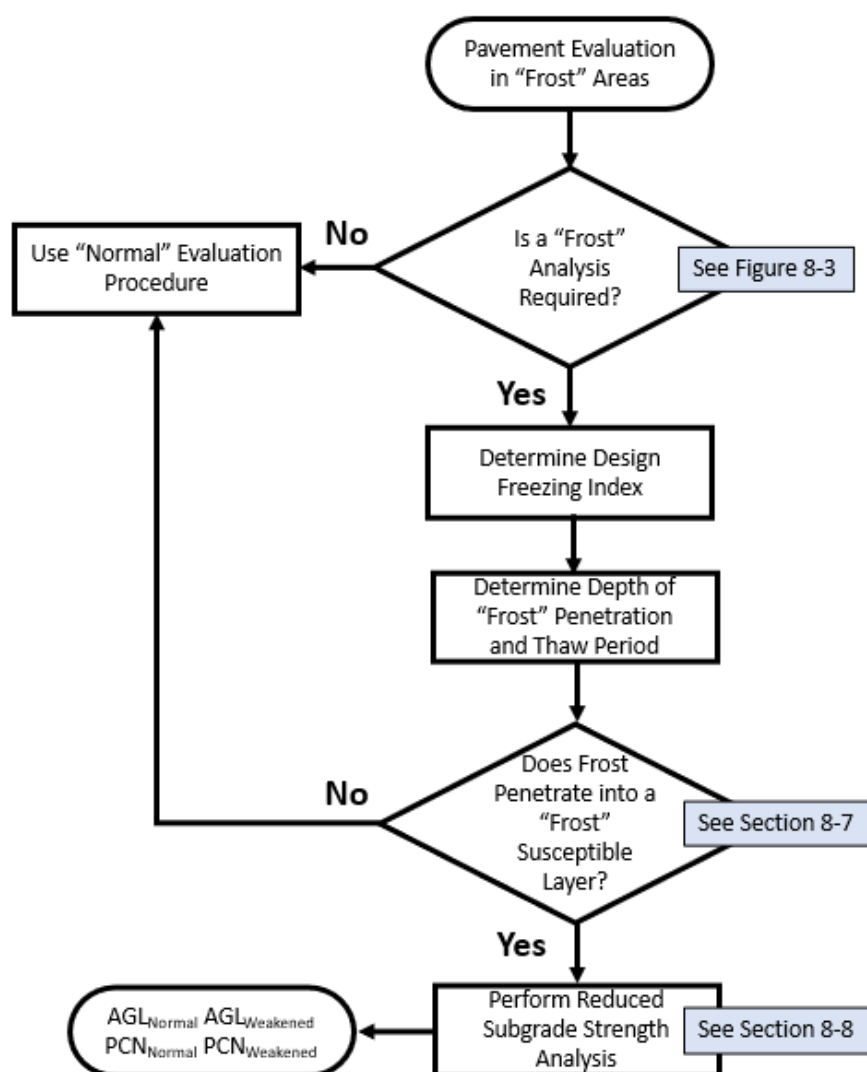 Pavement Evaluation
in “Frost” Areas
No
Use “Normal” Evaluation
Procedure
Is a “Frost”
Analysis
Required?
See Figure 8-3
Yes
Determine Design
Freezing Index
Determine Depth of
“Frost” Penetration
and Thaw Period
No
Does Frost
Penetrate into a
“Frost”
Susceptible
Layer?
See Section 8-7
Yes
Perform Reduced
Subgrade Strength
Analysis
See Section 8-8
AGLNormal AGLWeakened
PCNNormal PCNWeakened